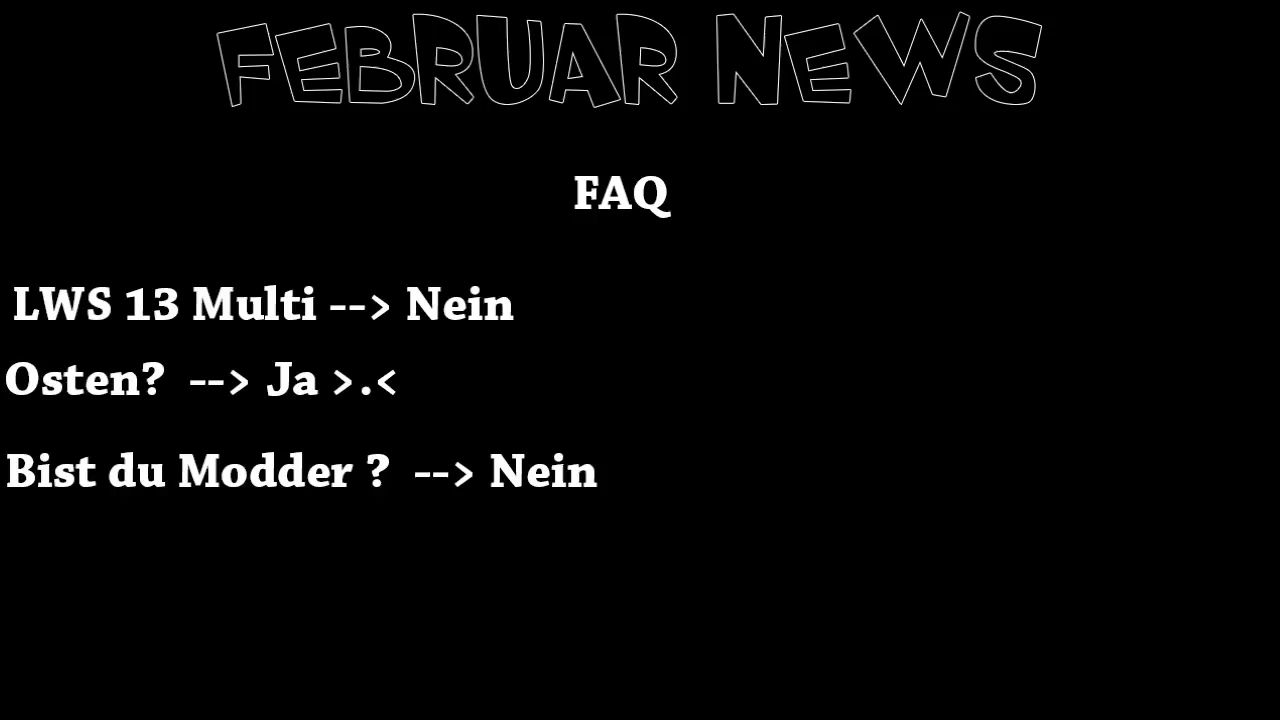 FEBRUAR NEWS
FAQ
LWS 13 Multi --> Nein
Osten? --> Ja >.<
Bist du Modder ? --> Nein